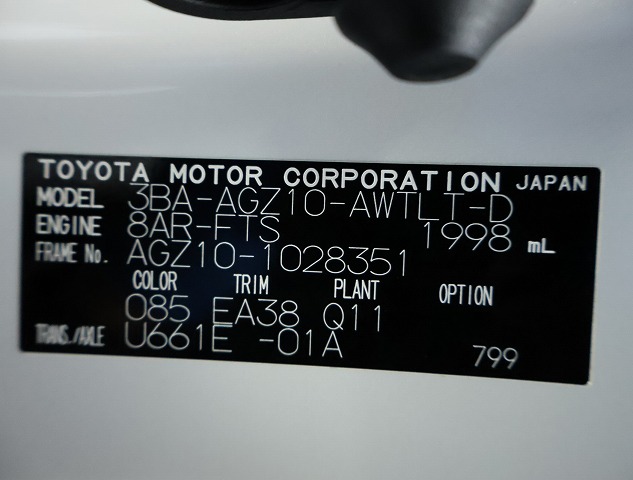 TOYOTA MOTOR CORPORATION JAPAN
MODEL 3BA-AGZ10-AWTLT-D
ENGINE 8AR-FTS 1998 mL
FRAME No. AGZ10-1028351
COLOR TRIM PLANT OPTION
085 EA38 Q11
TRANS./AXLE U661E -01A 799